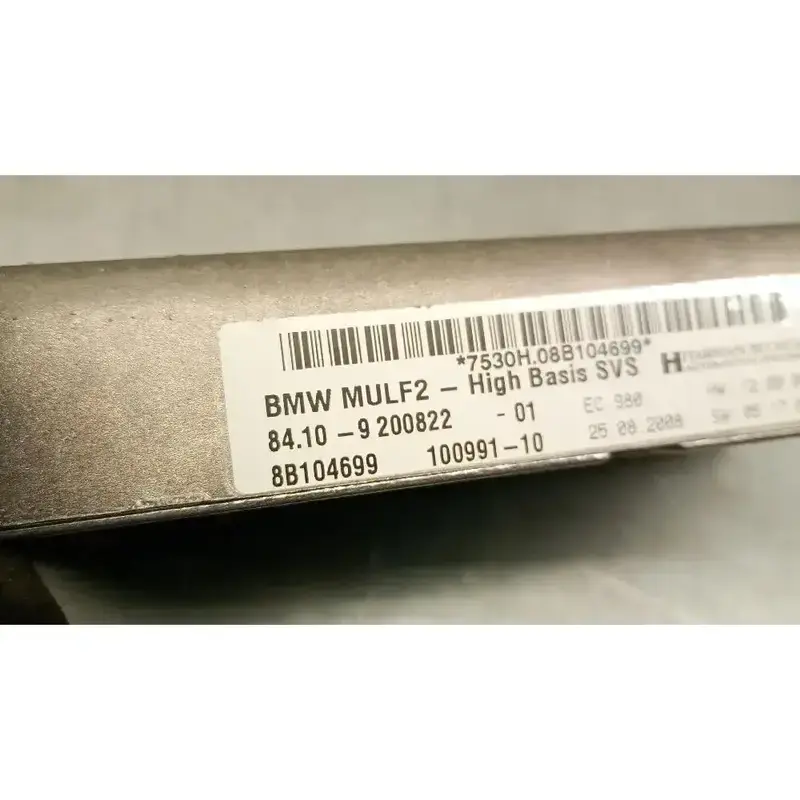 *7530H.08B104699*
BMW MULF2 - High Basis SVS H
84.10 - 9 200822 - 01 EC 980
8B104699 100991-10 25 08 2008